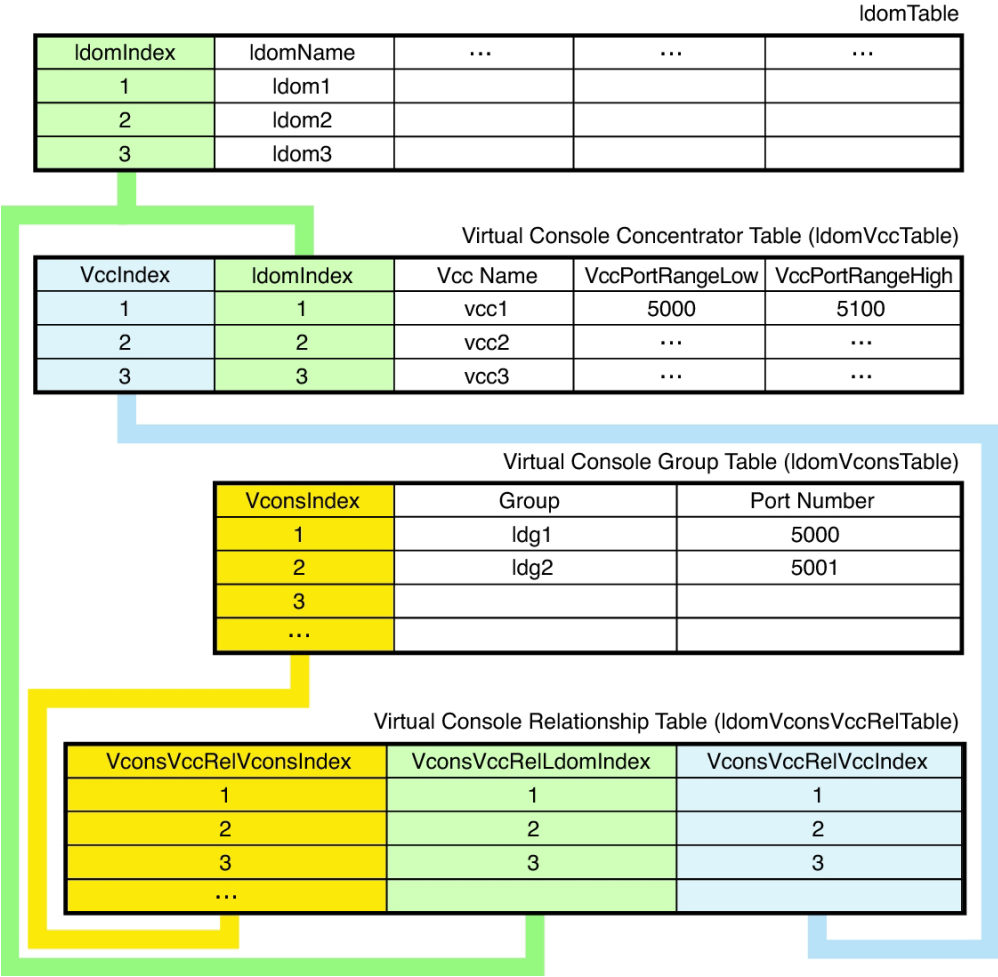 ldomTable
ldomIndex ldomName ... ... ...
1 ldom1
2 ldom2
3 ldom3
Virtual Console Concentrator Table (ldomVccTable)
VccIndex ldomIndex Vcc Name VccPortRangeLow VccPortRangeHigh
1 1 vcc1 5000 5100
2 2 vcc2 ... ...
3 3 vcc3 ... ...
Virtual Console Group Table (ldomVconsTable)
VconsIndex Group Port Number
1 ldg1 5000
2 ldg2 5001
3
...
Virtual Console Relationship Table (ldomVconsVccRelTable)
VconsVccRelVconsIndex VconsVccRelLdomIndex VconsVccRelVccIndex
1 1 1
2 2 2
3 3 3
...